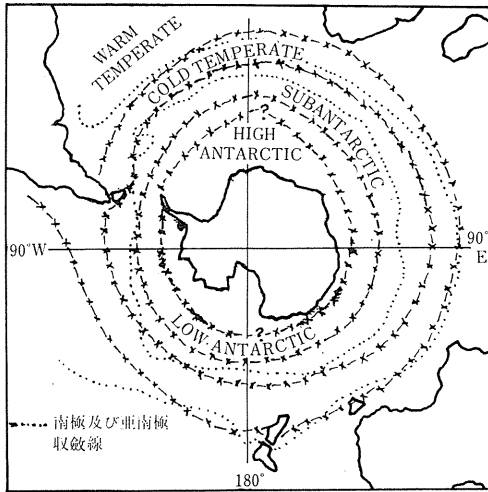 WARM
TEMPERATE
COLD TEMPERATE
SUBANTARCTIC
?
HIGH
ANTARCTIC
90°W
90°
E
LOW ANTARCTIC
?
南極及び亜南極
収斂線
180°